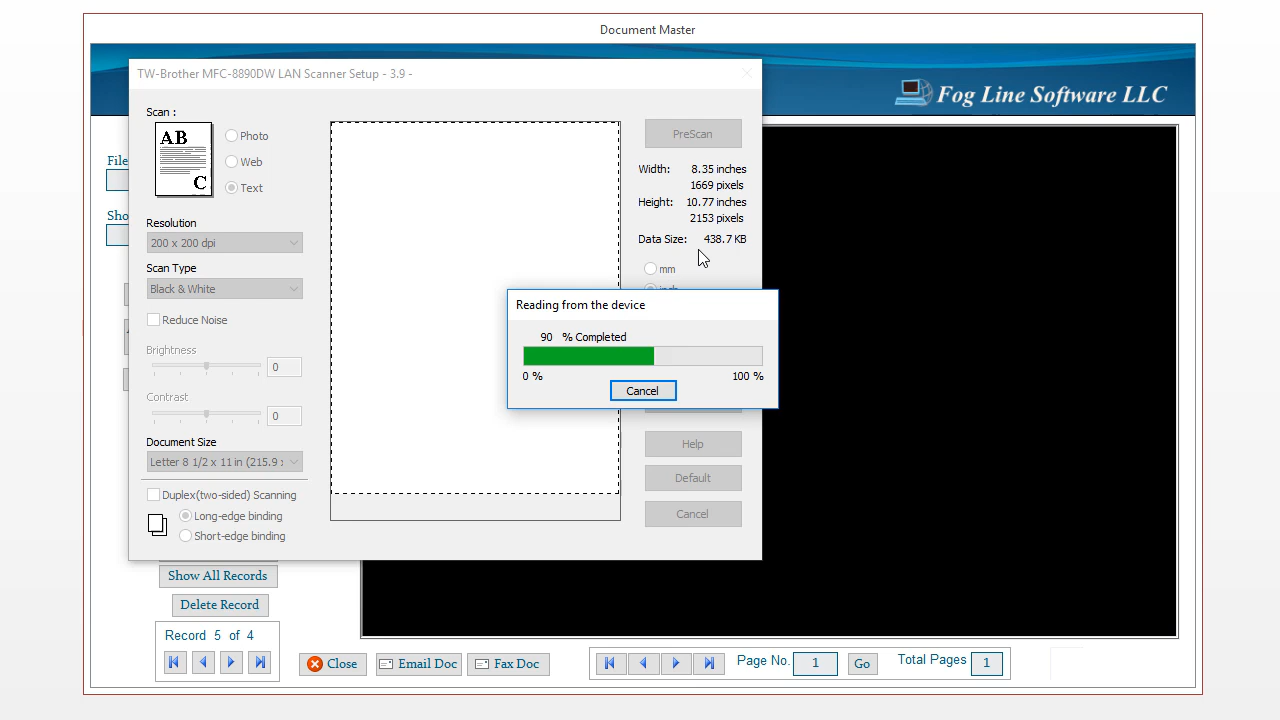 Document Master
TW-Brother MFC-8890DW LAN Scanner Setup - 3.9 -
Fog Line Software LLC
Scan :
AB
C
Photo
Web
Text
PreScan
Width: 8.35 inches
1669 pixels
Height: 10.77 inches
2153 pixels
Data Size: 438.7 KB
mm
File
Sho
Resolution
200 x 200 dpi
Scan Type
Black & White
Reduce Noise
Brightness
0
Contrast
0
Document Size
Letter 8 1/2 x 11 in (215.9
Duplex(two-sided) Scanning
Long-edge binding
Short-edge binding
Reading from the device
90 % Completed
0 % 100 %
Cancel
Help
Default
Cancel
Show All Records
Delete Record
Record 5 of 4
Close
Email Doc
Fax Doc
Page No. 1 Go
Total Pages 1